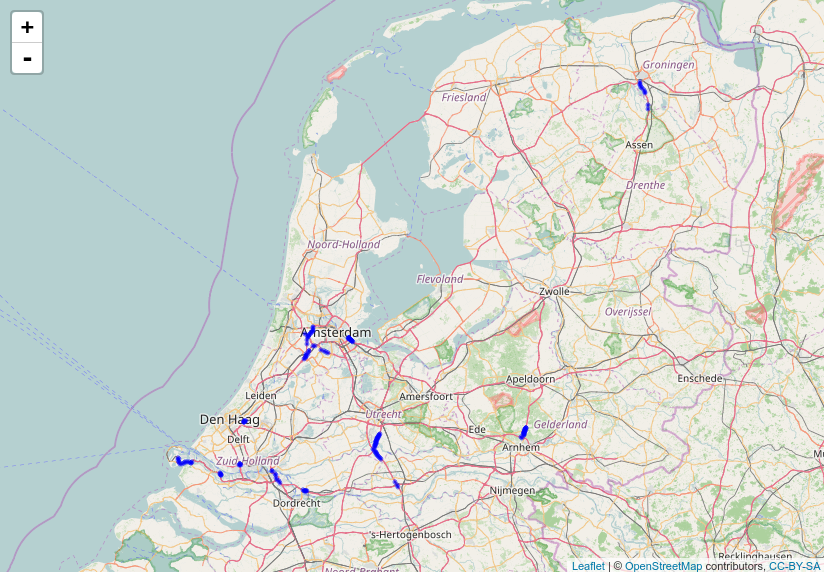 +
-
Groningen
Friesland
Assen
Drenthe
Noord-Holland
Flevoland
Zwolle
Overijssel
Amsterdam
Apeldoorn
Enschede
Leiden
Amersfoort
Den Haag
Utrecht
Gelderland
Delft
Ede
Arnhem
Zuid-Holland
Nijmegen
Dordrecht
's-Hertogenbosch
Recklinghausen
Noord-Brabant
Leaflet | © OpenStreetMap contributors, CC-BY-SA